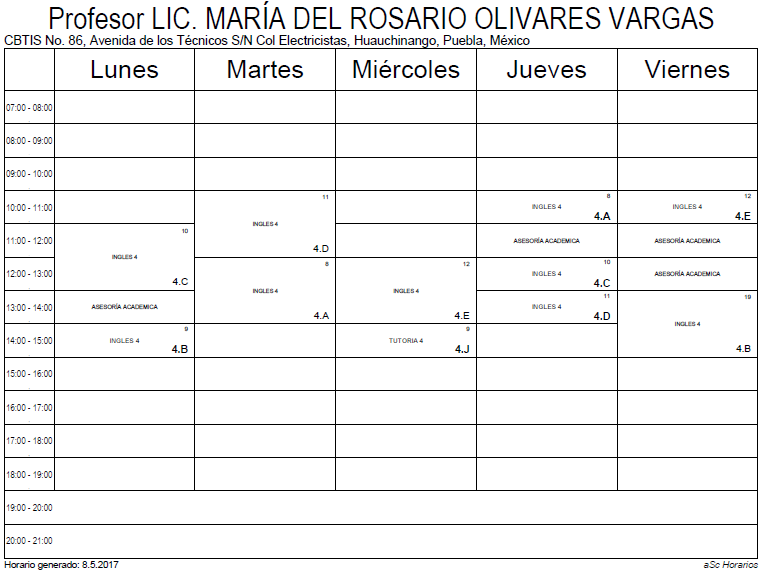 Profesor LIC. MARÍA DEL ROSARIO OLIVARES VARGAS
CBTIS No. 86, Avenida de los Técnicos S/N Col Electricistas, Huauchinango, Puebla, México
Lunes Martes Miércoles Jueves Viernes
07:00 - 08:00
08:00 - 09:00
09:00 - 10:00
10:00 - 11:00
11
INGLES 4
4.D
8
INGLES 4
4.A
12
INGLES 4
4.E
11:00 - 12:00
10
INGLES 4
4.C
ASESORÍA ACADEMICA
ASESORÍA ACADEMICA
12:00 - 13:00
8
INGLES 4
4.A
12
INGLES 4
4.E
10
INGLES 4
4.C
ASESORÍA ACADEMICA
13:00 - 14:00
ASESORÍA ACADEMICA
11
INGLES 4
4.D
19
INGLES 4
4.B
14:00 - 15:00
9
INGLES 4
4.B
9
TUTORIA 4
4.J
15:00 - 16:00
16:00 - 17:00
17:00 - 18:00
18:00 - 19:00
19:00 - 20:00
20:00 - 21:00
Horario generado: 8.5.2017
aSc Horarios